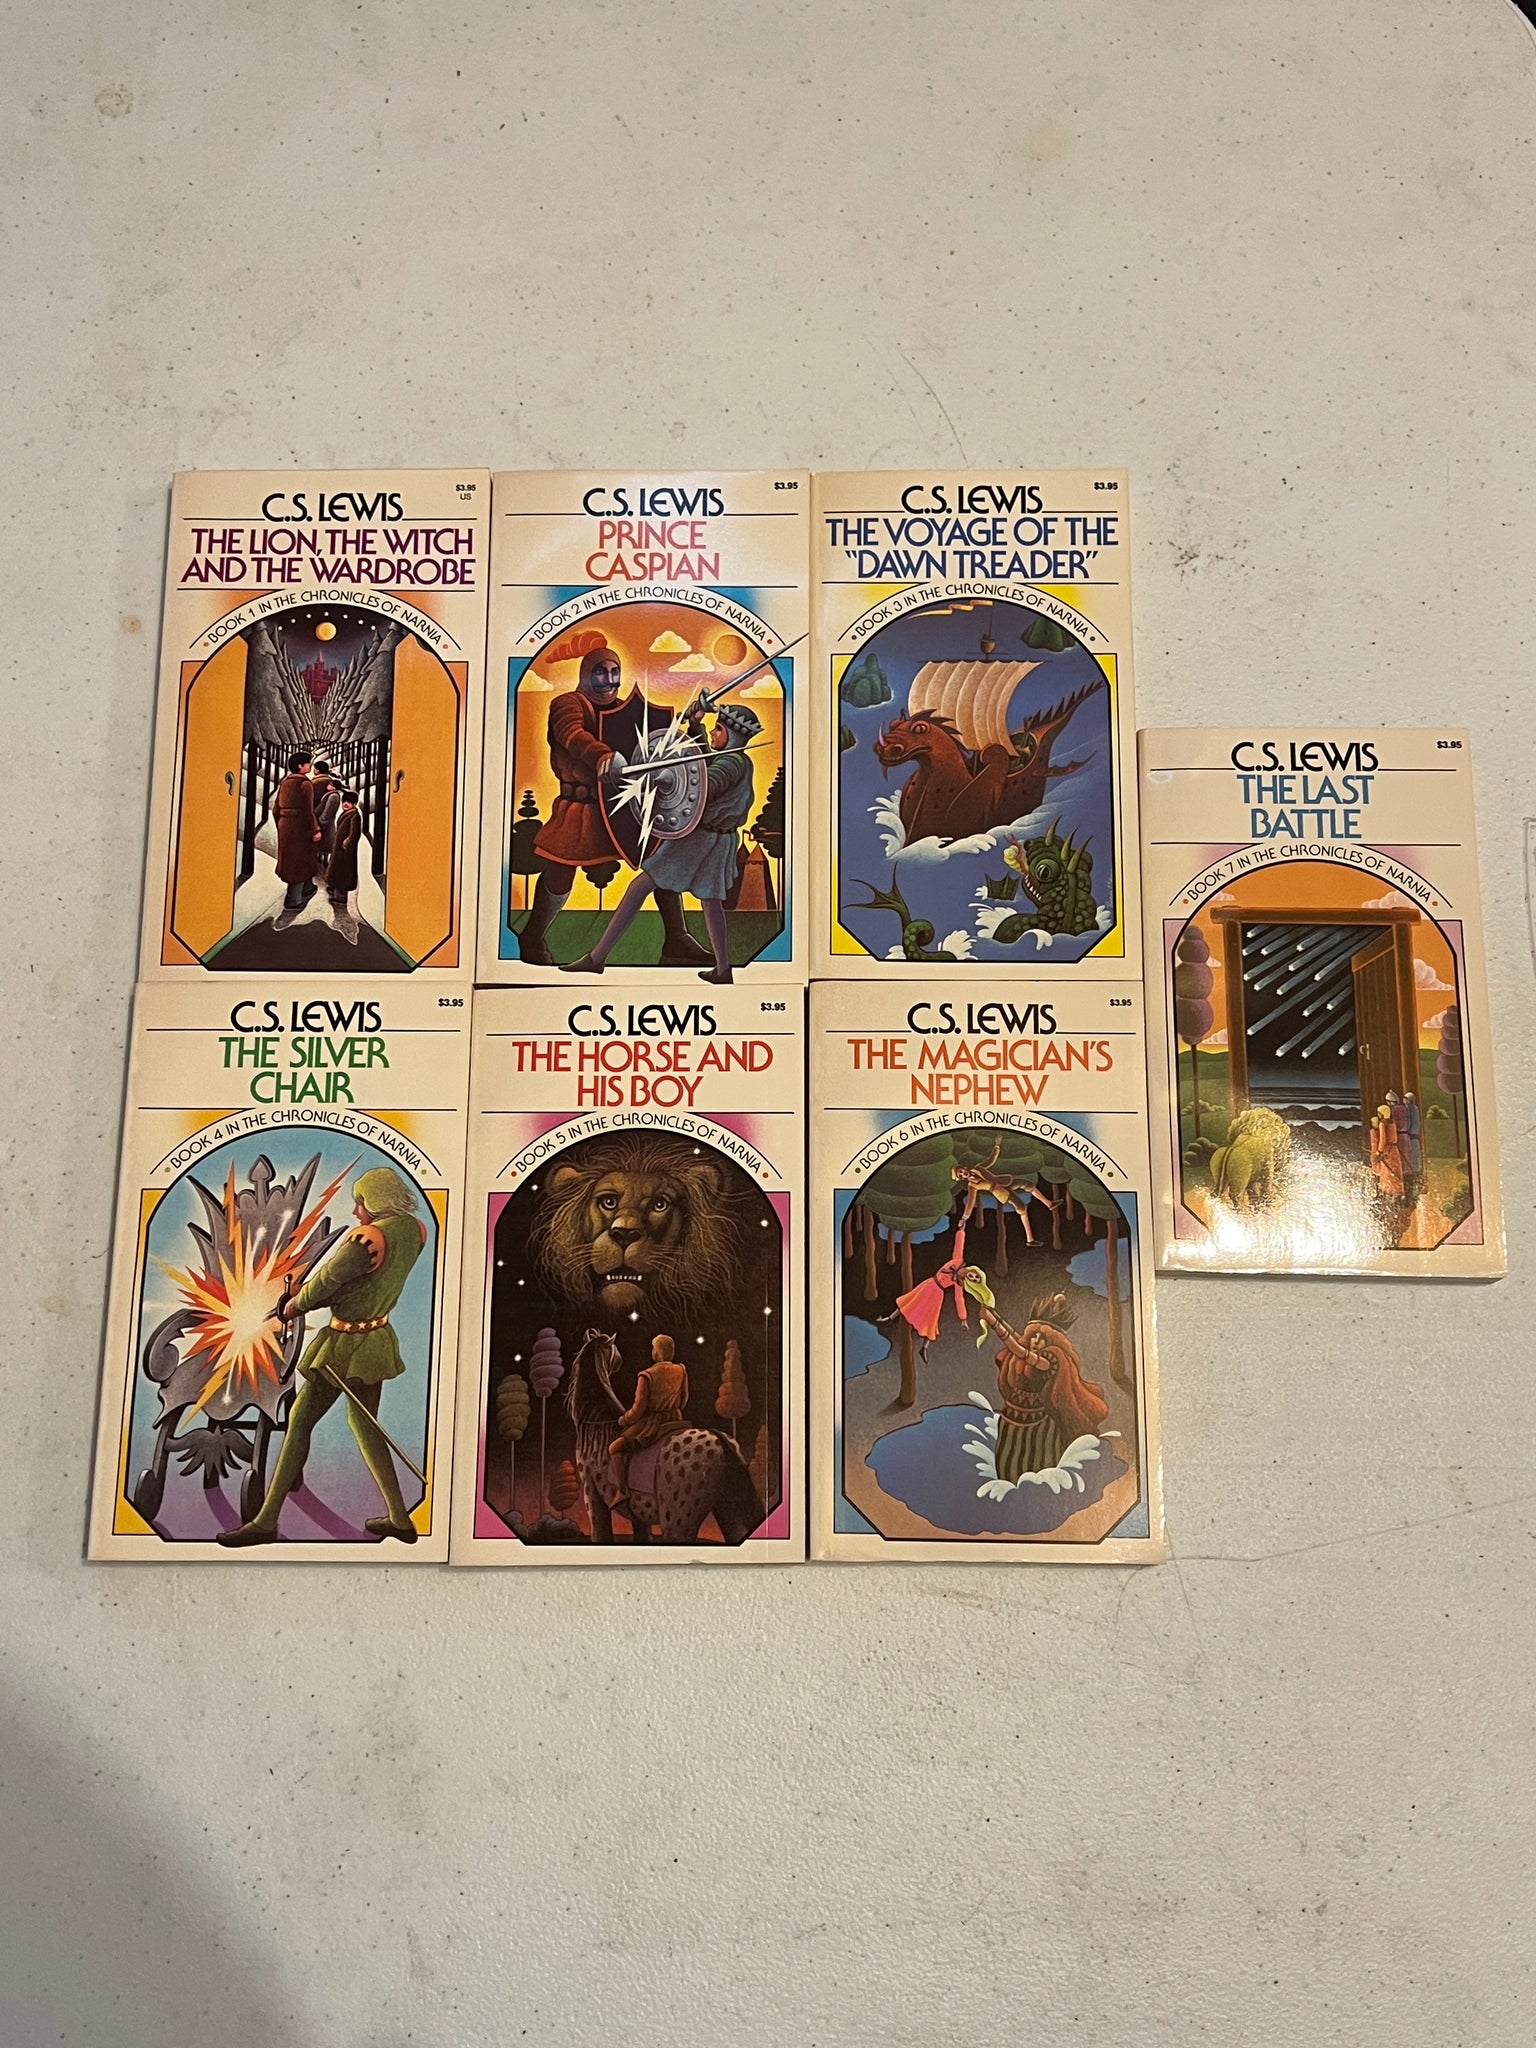 $3.95
US
C.S. LEWIS
THE LION, THE WITCH
AND THE WARDROBE
• BOOK 1 IN THE CHRONICLES OF NARNIA •
$3.95
C.S. LEWIS
PRINCE
CASPIAN
• BOOK 2 IN THE CHRONICLES OF NARNIA •
$3.95
C.S. LEWIS
THE VOYAGE OF THE
"DAWN TREADER"
• BOOK 3 IN THE CHRONICLES OF NARNIA •
$3.95
C.S. LEWIS
THE SILVER
CHAIR
• BOOK 4 IN THE CHRONICLES OF NARNIA •
$3.95
C.S. LEWIS
THE HORSE AND
HIS BOY
• BOOK 5 IN THE CHRONICLES OF NARNIA •
$3.95
C.S. LEWIS
THE MAGICIAN'S
NEPHEW
• BOOK 6 IN THE CHRONICLES OF NARNIA •
$3.95
C.S. LEWIS
THE LAST
BATTLE
• BOOK 7 IN THE CHRONICLES OF NARNIA •